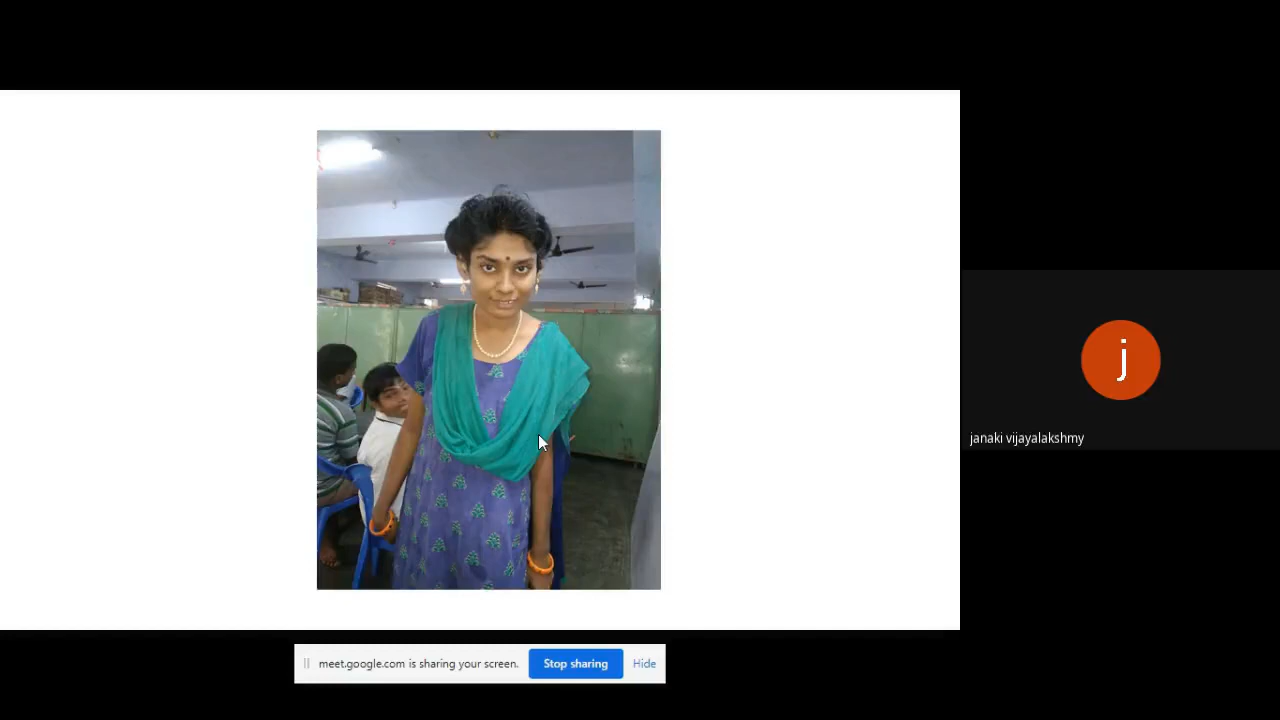 j
janaki vijayalakshmy
meet.google.com is sharing your screen.
Stop sharing
Hide